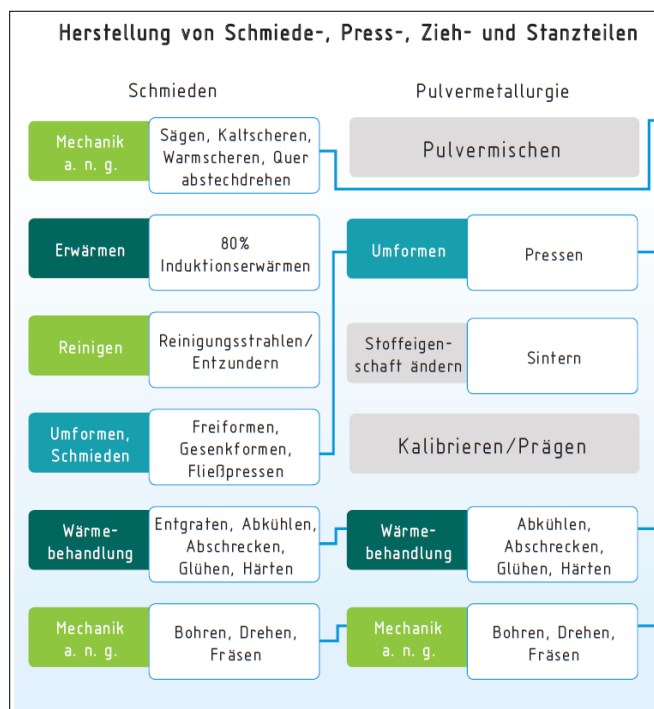 Herstellung von Schmiede-, Press-, Zieh- und Stanzteilen
Schmieden
Mechanik
a. n. g.
Sägen, Kaltscheren,
Warmscheren, Quer
abstechdrehen
Erwärmen
80%
Induktionserwärmen
Reinigen
Reinigungsstrahlen/
Entzundern
Umformen,
Schmieden
Freiformen,
Gesenkformen,
Fließpressen
Wärme-
behandlung
Entgraten, Abkühlen,
Abschrecken,
Glühen, Härten
Mechanik
a. n. g.
Bohren, Drehen,
Fräsen
Pulvermetallurgie
Pulvermischen
Umformen
Pressen
Stoffeigen-
schaft ändern
Sintern
Kalibrieren/Prägen
Wärme-
behandlung
Abkühlen,
Abschrecken,
Glühen, Härten
Mechanik
a. n. g.
Bohren, Drehen,
Fräsen